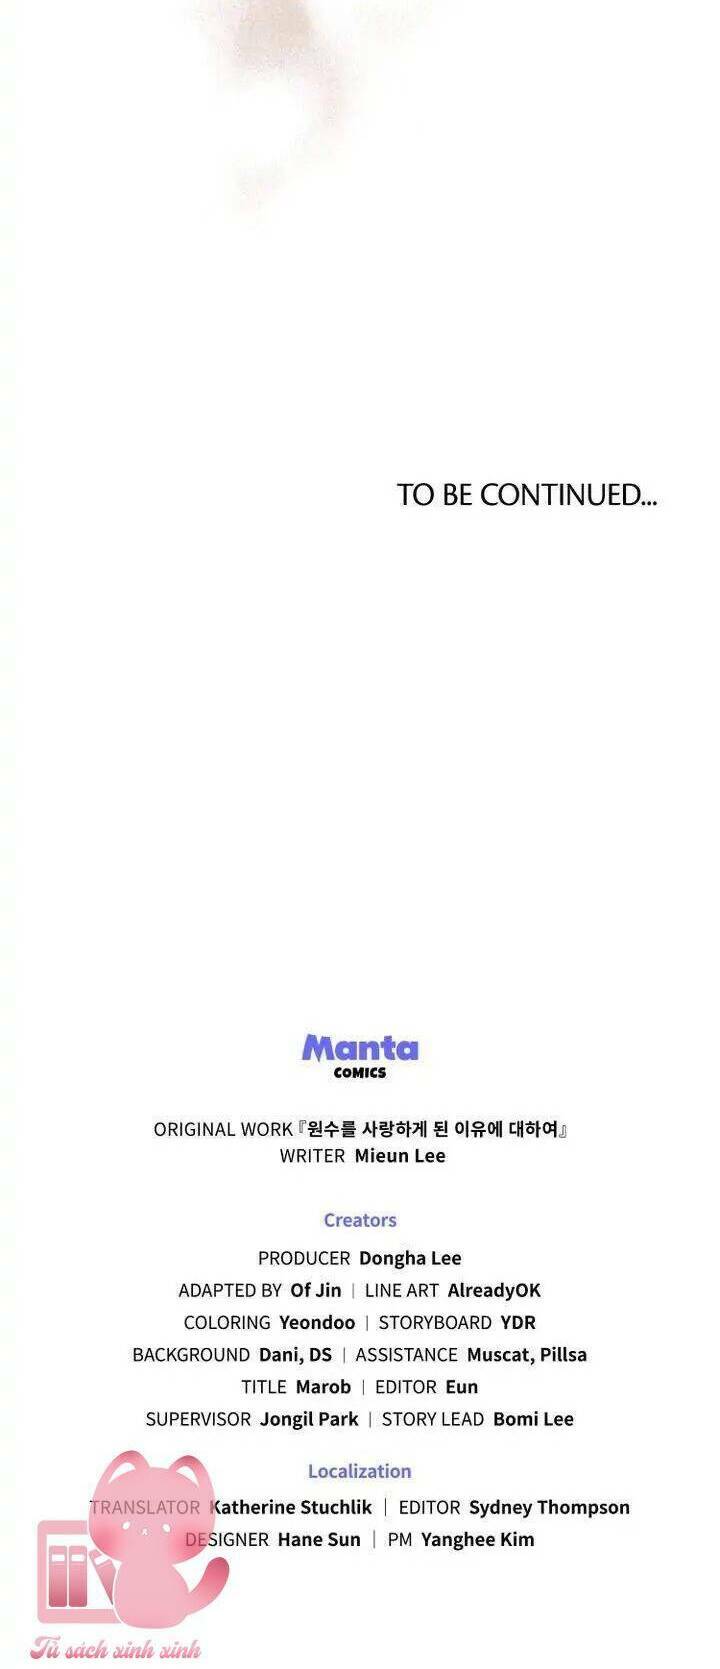 TO BE CONTINUED...
Manta
COMICS
ORIGINAL WORK『원수를 사랑하게 된 이유에 대하여』
WRITER Mieun Lee
Creators
PRODUCER Dongha Lee
ADAPTED BY Of Jin | LINE ART AlreadyOK
COLORING Yeondoo | STORYBOARD YDR
BACKGROUND Dani, DS | ASSISTANCE Muscat, Pillsa
TITLE Marob | EDITOR Eun
SUPERVISOR Jongil Park | STORY LEAD Bomi Lee
Localization
TRANSLATOR Katherine Stuchlik | EDITOR Sydney Thompson
DESIGNER Hane Sun | PM Yanghee Kim
Tủ sách xinh xinh